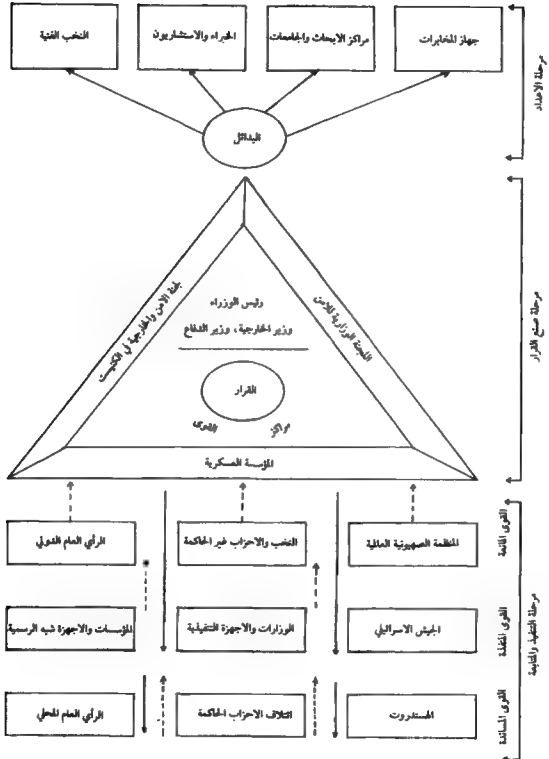 مرحلة الاعداد
جهاز المخابرات
مراكز الابحاث والجامعات
الخبراء والاستشاريون
النخب الفنية
البدائل
مرحلة صنع القرار
اللجنة الوزارية للامن
لجنة الامن والخارجية في الكنيست
رئيس الوزراء
وزير الخارجية ، وزير الدفاع
القرار
مراكز
القوى
المؤسسة العسكرية
مرحلة التنفيذ والمتابعة
القوى المانعة
المنظمة الصهيونية العالمية
النخب والاحزاب غير الحاكمة
الرأي العام الدولي
القوى المنفذة
الجيش الاسرائيلي
الوزارات والاجهزة التنفيذية
المؤسسات والاجهزة شبه الرسمية
القوى المساندة
الهستدروت
ائتلاف الاحزاب الحاكمة
الرأي العام المحلي